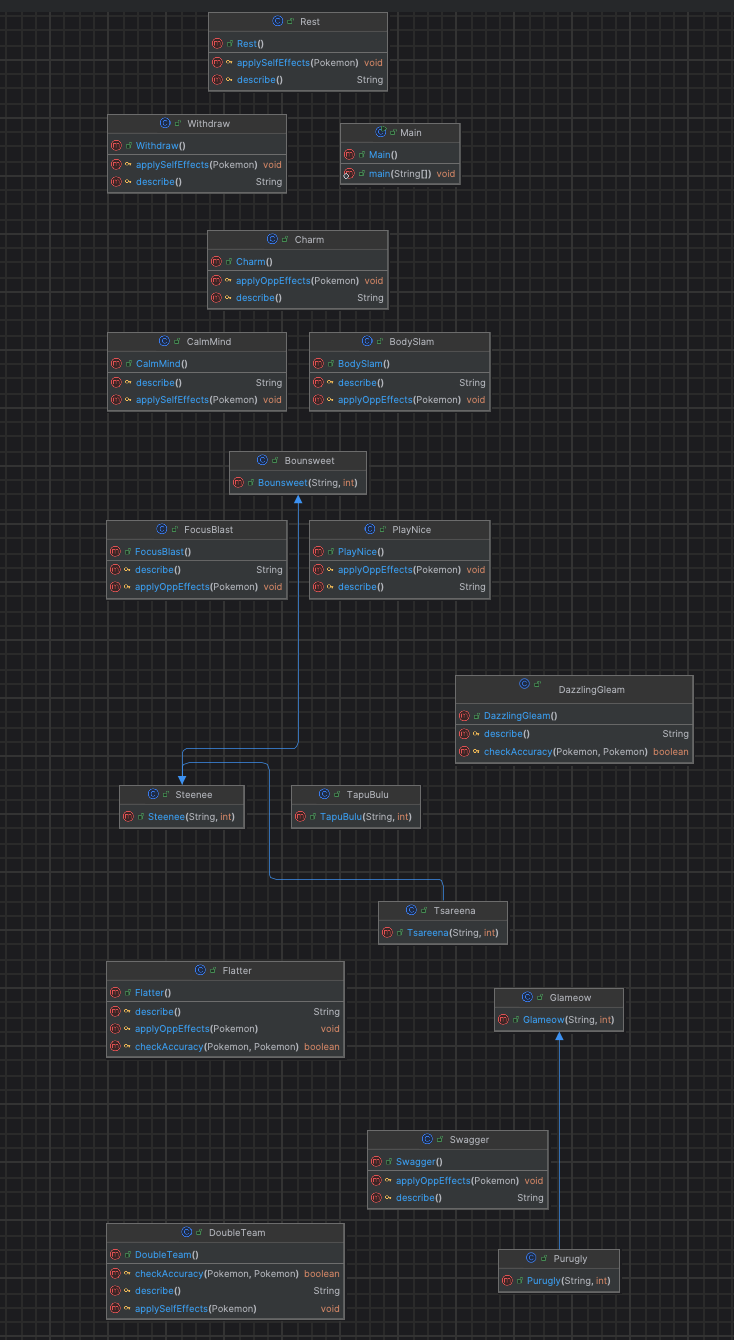 Rest
Rest()
applySelfEffects(Pokemon) void
describe() String
Withdraw
Withdraw()
applySelfEffects(Pokemon) void
describe() String
Main
Main()
main(String[]) void
Charm
Charm()
applyOppEffects(Pokemon) void
describe() String
CalmMind
CalmMind()
describe() String
applySelfEffects(Pokemon) void
BodySlam
BodySlam()
describe() String
applyOppEffects(Pokemon) void
Bounsweet
Bounsweet(String, int)
FocusBlast
FocusBlast()
describe() String
applyOppEffects(Pokemon) void
PlayNice
PlayNice()
applyOppEffects(Pokemon) void
describe() String
DazzlingGleam
DazzlingGleam()
describe() String
checkAccuracy(Pokemon, Pokemon) boolean
Steenee
Steenee(String, int)
TapuBulu
TapuBulu(String, int)
Tsareena
Tsareena(String, int)
Flatter
Flatter()
describe() String
applyOppEffects(Pokemon) void
checkAccuracy(Pokemon, Pokemon) boolean
Glameow
Glameow(String, int)
Swagger
Swagger()
applyOppEffects(Pokemon) void
describe() String
DoubleTeam
DoubleTeam()
checkAccuracy(Pokemon, Pokemon) boolean
describe() String
applySelfEffects(Pokemon) void
Purugly
Purugly(String, int)